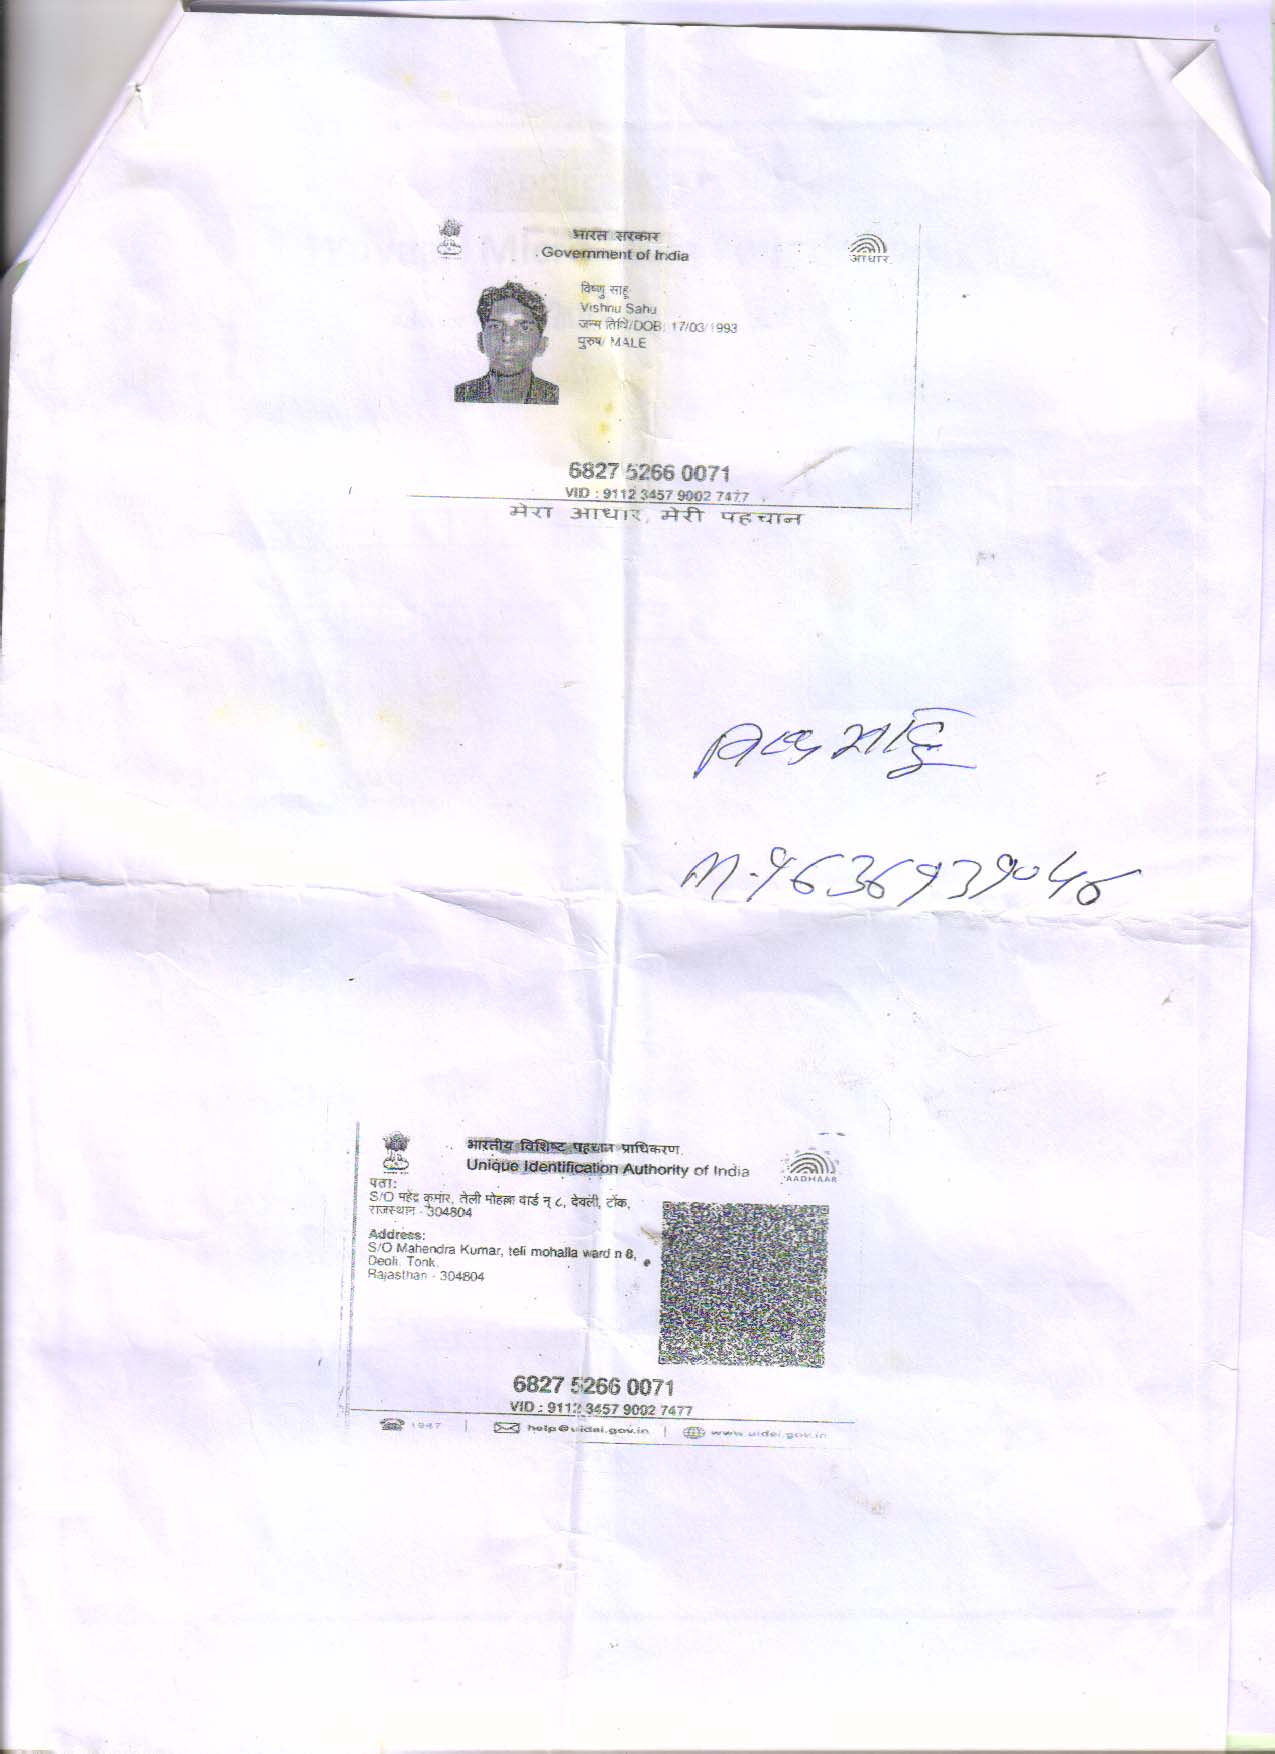 भारत सरकार
Government of India
आधार
विष्णु साहू
Vishnu Sahu
जन्म तिथि/DOB: 17/03/1993
पुरुष/ MALE
6827 5266 0071
VID : 9112 3457 9002 7477
मेरा आधार, मेरी पहचान
साहू
M.9636939046
भारतीय विशिष्ट पहचान प्राधिकरण
Unique Identification Authority of India
AADHAAR
पता:
S/O महेंद्र कुमार, तेली मोहल्ला वार्ड न् ८, देवली, टोंक,
राजस्थान - 304804
Address:
S/O Mahendra Kumar, teli mohalla ward n 8,
Deoli, Tonk,
Rajasthan - 304804
6827 5266 0071
VID : 9112 3457 9002 7477
1947 | help@uidai.gov.in | www.uidai.gov.in